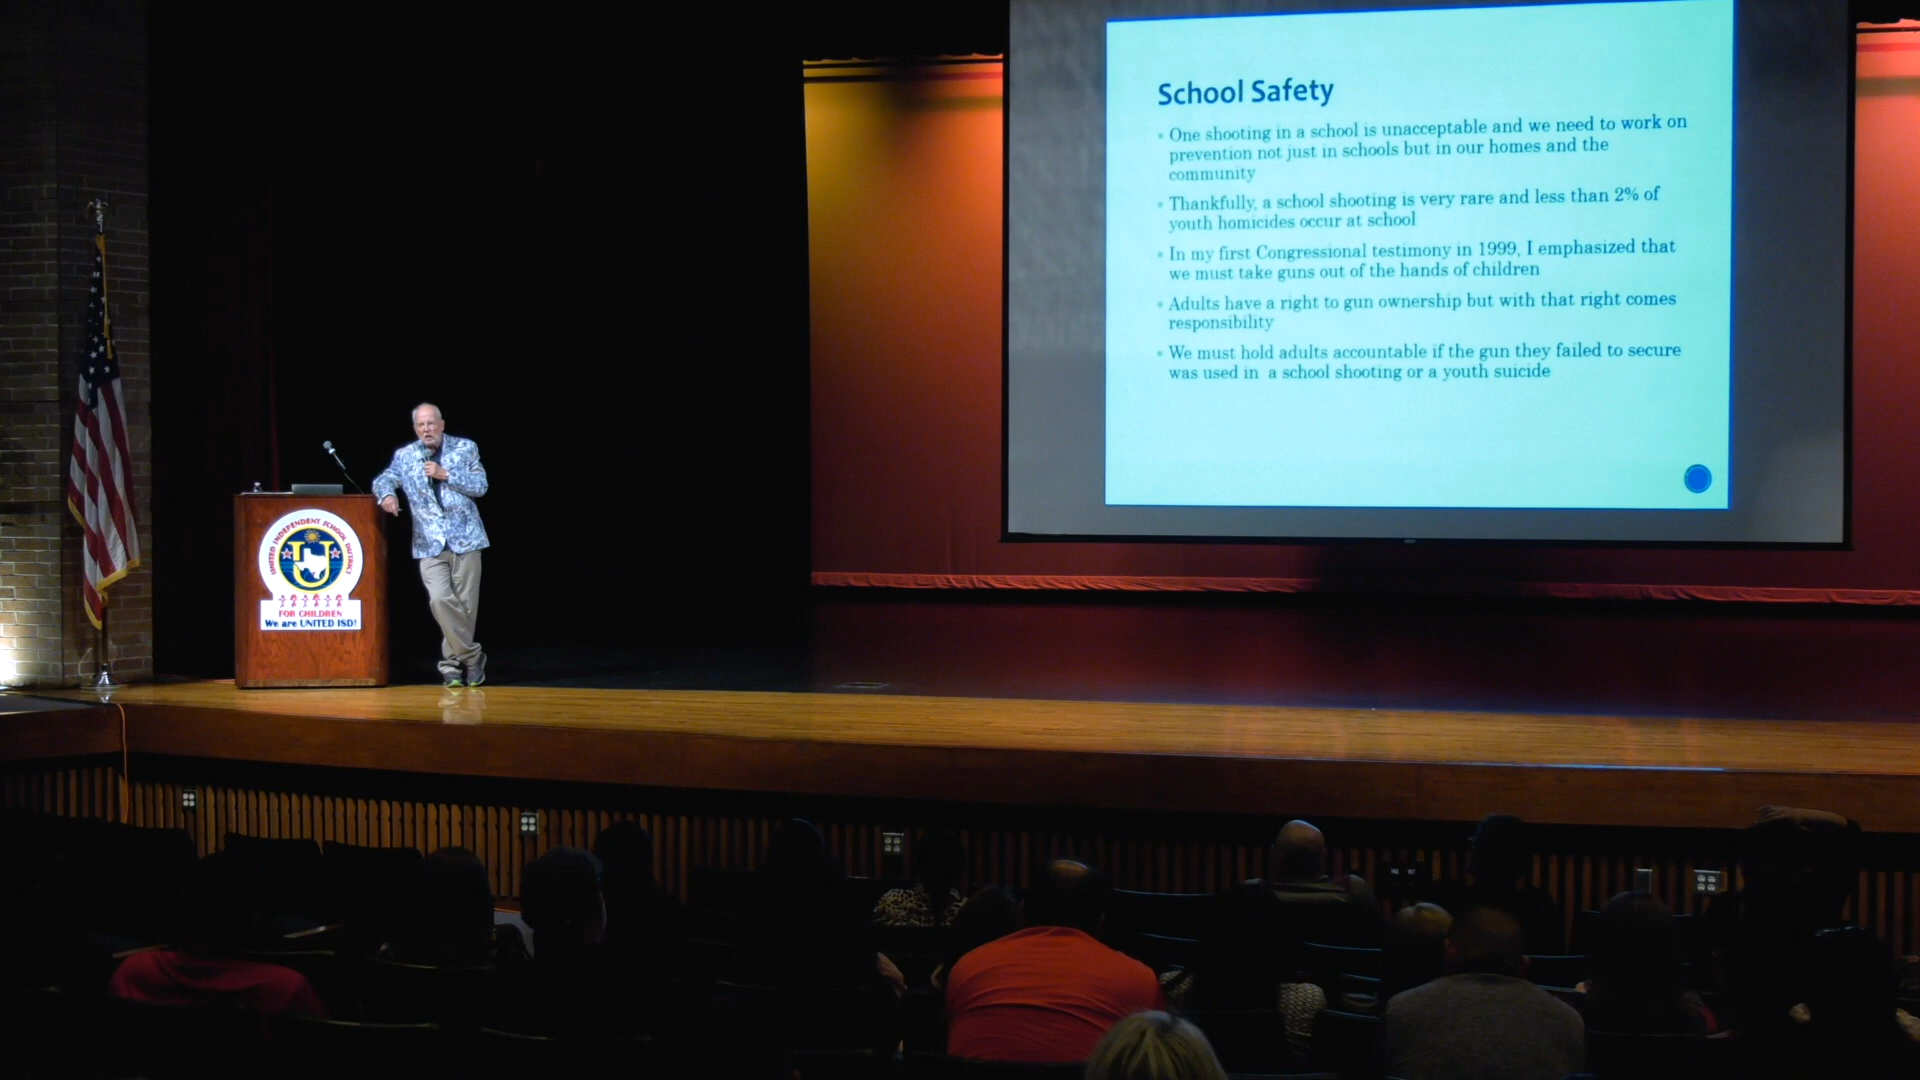 School Safety
One shooting in a school is unacceptable and we need to work on
prevention not just in schools but in our homes and the
community
Thankfully, a school shooting is very rare and less than 2% of
youth homicides occur at school
In my first Congressional testimony in 1999, I emphasized that
we must take guns out of the hands of children
Adults have a right to gun ownership but with that right comes
responsibility
We must hold adults accountable if the gun they failed to secure
was used in a school shooting or a youth suicide
UNITED INDEPENDENT SCHOOL DISTRICT
U
FOR CHILDREN
We are UNITED ISD!